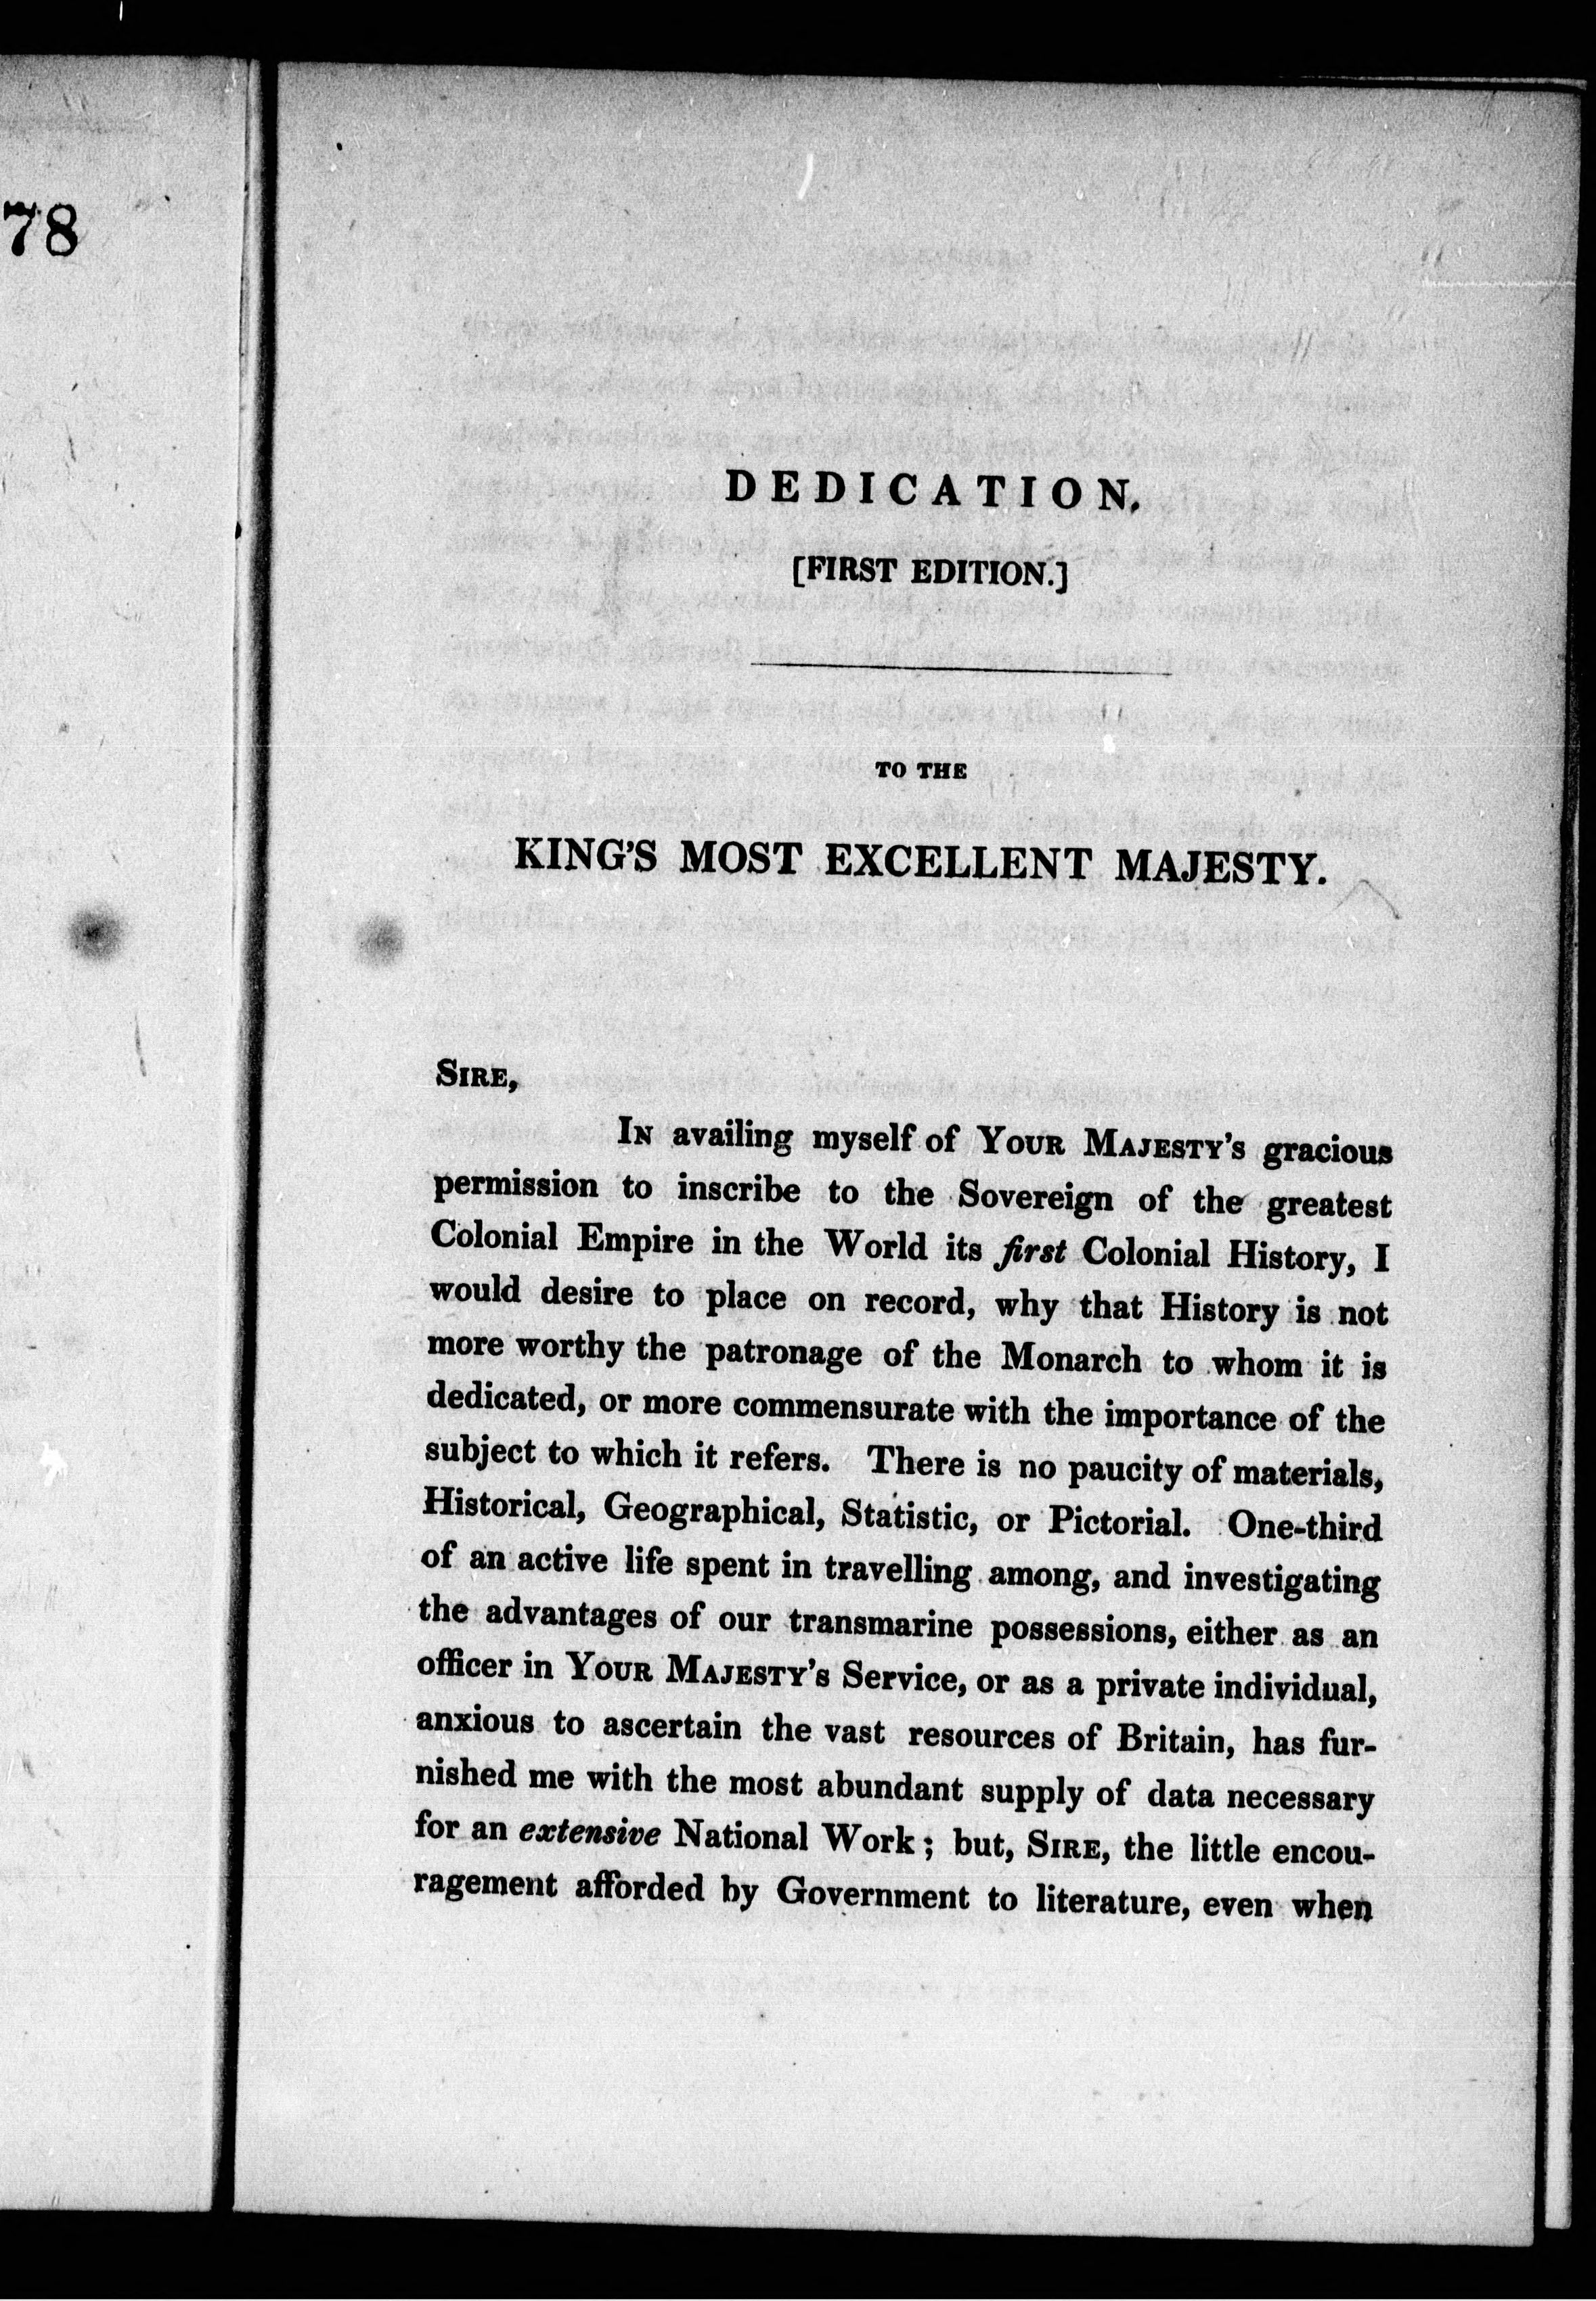 78
DEDICATION.
[FIRST EDITION.]
TO THE
KING'S MOST EXCELLENT MAJESTY.
SIRE,
IN availing myself of YOUR MAJESTY'S gracious
permission to inscribe to the Sovereign of the greatest
Colonial Empire in the World its first Colonial History, I
would desire to place on record, why that History is not
more worthy the patronage of the Monarch to whom it is
dedicated, or more commensurate with the importance of the
subject to which it refers. There is no paucity of materials,
Historical, Geographical, Statistic, or Pictorial. One-third
of an active life spent in travelling among, and investigating
the advantages of our transmarine possessions, either as an
officer in YOUR MAJESTY's Service, or as a private individual,
anxious to ascertain the vast resources of Britain, has fur-
nished me with the most abundant supply of data necessary
for an extensive National Work; but, SIRE, the little encou-
ragement afforded by Government to literature, even when